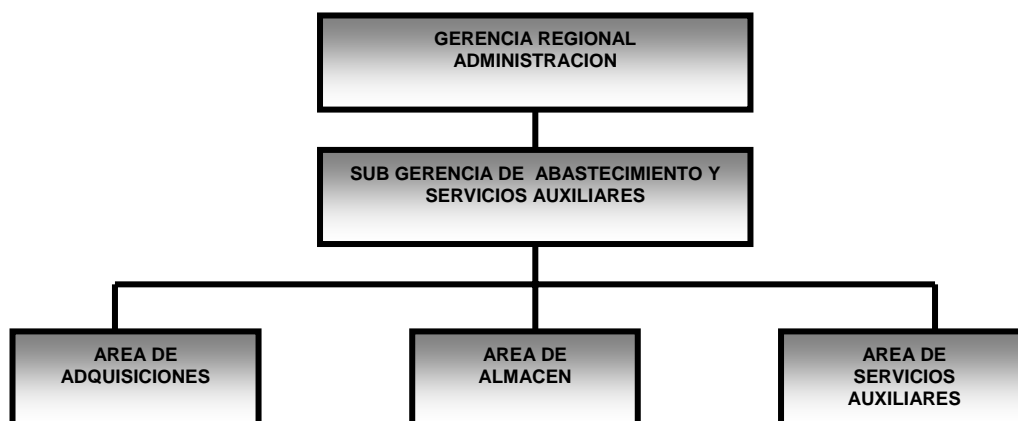 GERENCIA REGIONAL
ADMINISTRACION
SUB GERENCIA DE ABASTECIMIENTO Y
SERVICIOS AUXILIARES
AREA DE
ADQUISICIONES
AREA DE
ALMACEN
AREA DE
SERVICIOS
AUXILIARES